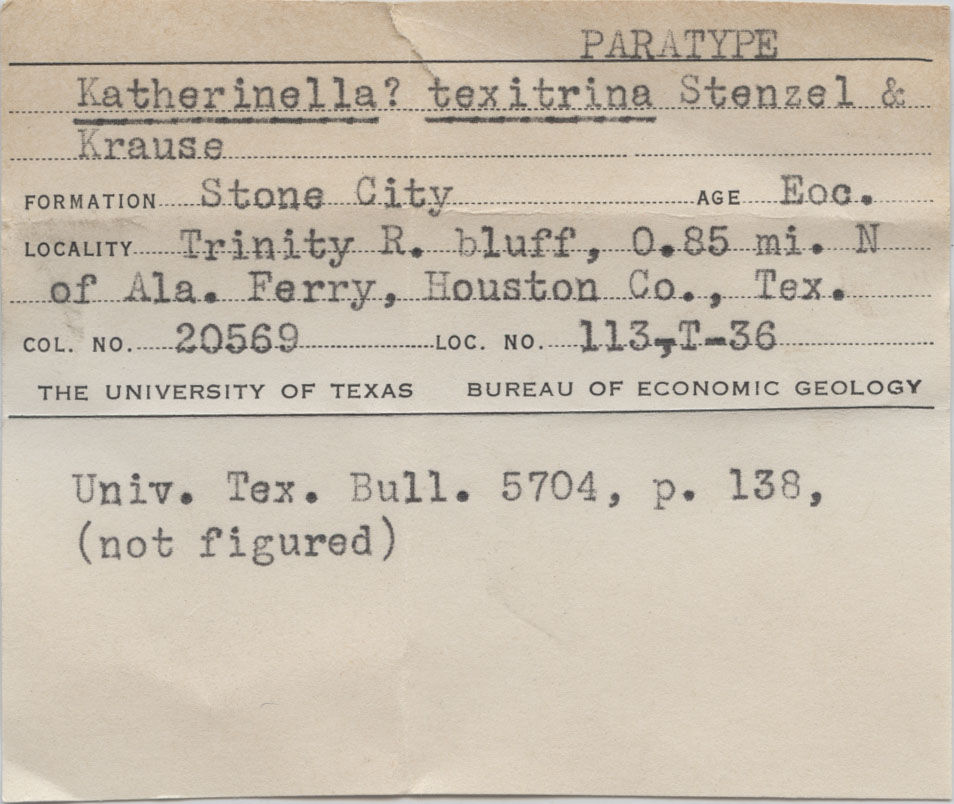 PARATYPE
Katherinella? texitrina Stenzel &
Krause
FORMATION Stone City AGE Eoc.
LOCALITY Trinity R. bluff, 0.85 mi. N
of Ala. Ferry, Houston Co., Tex.
COL. NO. 20569 LOC. NO. 113-T-36
THE UNIVERSITY OF TEXAS BUREAU OF ECONOMIC GEOLOGY
Univ. Tex. Bull. 5704, p. 138,
(not figured)